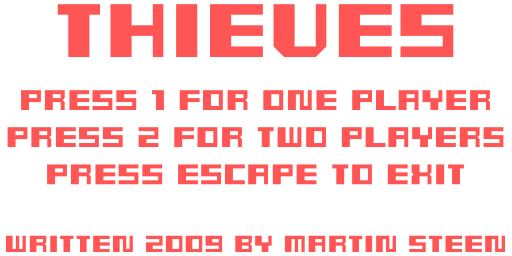 THIEVES
PRESS 1 FOR ONE PLAYER
PRESS 2 FOR TWO PLAYERS
PRESS ESCAPE TO EXIT
WRITTEN 2009 BY MARTIN STEEN